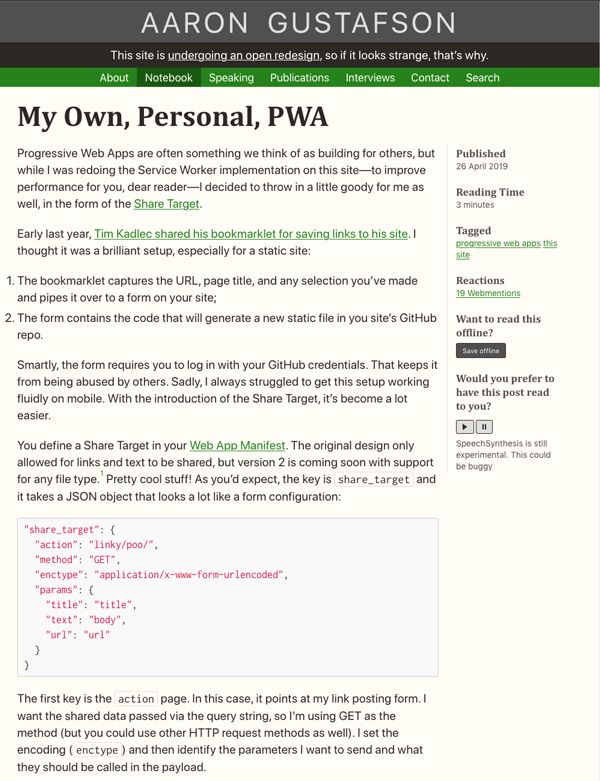 AARON GUSTAFSON
This site is undergoing an open redesign, so if it looks strange, that's why.
About Notebook Speaking Publications Interviews Contact Search
My Own, Personal, PWA
Progressive Web Apps are often something we think of as building for others, but
while I was redoing the Service Worker implementation on this site—to improve
performance for you, dear reader—I decided to throw in a little goody for me as
well, in the form of the Share Target.
Early last year, Tim Kadlec shared his bookmarklet for saving links to his site. I
thought it was a brilliant setup, especially for a static site:
1. The bookmarklet captures the URL, page title, and any selection you've made
and pipes it over to a form on your site;
2. The form contains the code that will generate a new static file in you site's GitHub
repo.
Smartly, the form requires you to log in with your GitHub credentials. That keeps it
from being abused by others. Sadly, I always struggled to get this setup working
fluidly on mobile. With the introduction of the Share Target, it's become a lot
easier.
You define a Share Target in your Web App Manifest. The original design only
allowed for links and text to be shared, but version 2 is coming soon with support
for any file type.1 Pretty cool stuff! As you'd expect, the key is share_target and
it takes a JSON object that looks a lot like a form configuration:
"share_target": {
"action": "linky/poo/",
"method": "GET",
"enctype": "application/x-www-form-urlencoded",
"params": {
"title": "title",
"text": "body",
"url": "url"
}
}
The first key is the action page. In this case, it points at my link posting form. I
want the shared data passed via the query string, so I'm using GET as the
method (but you could use other HTTP request methods as well). I set the
encoding ( enctype ) and then identify the parameters I want to send and what
they should be called in the payload.
Published
26 April 2019
Reading Time
3 minutes
Tagged
progressive web apps this
site
Reactions
19 Webmentions
Want to read this
offline?
Save offline
Would you prefer to
have this post read
to you?
SpeechSynthesis is still
experimental. This could
be buggy